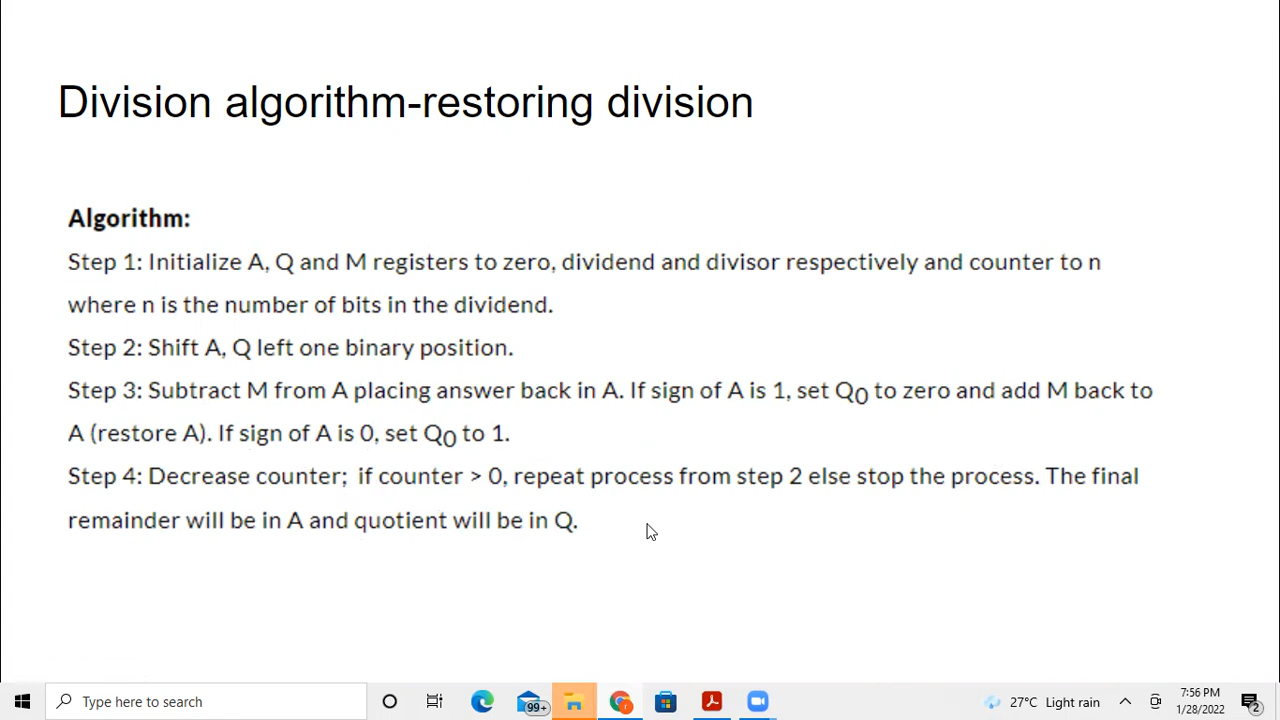 Division algorithm-restoring division
Algorithm:
Step 1: Initialize A, Q and M registers to zero, dividend and divisor respectively and counter to n
where n is the number of bits in the dividend.
Step 2: Shift A, Q left one binary position.
Step 3: Subtract M from A placing answer back in A. If sign of A is 1, set Q0 to zero and add M back to
A (restore A). If sign of A is 0, set Q0 to 1.
Step 4: Decrease counter; if counter > 0, repeat process from step 2 else stop the process. The final
remainder will be in A and quotient will be in Q.
Type here to search
99+
27°C Light rain
7:56 PM
1/28/2022
2